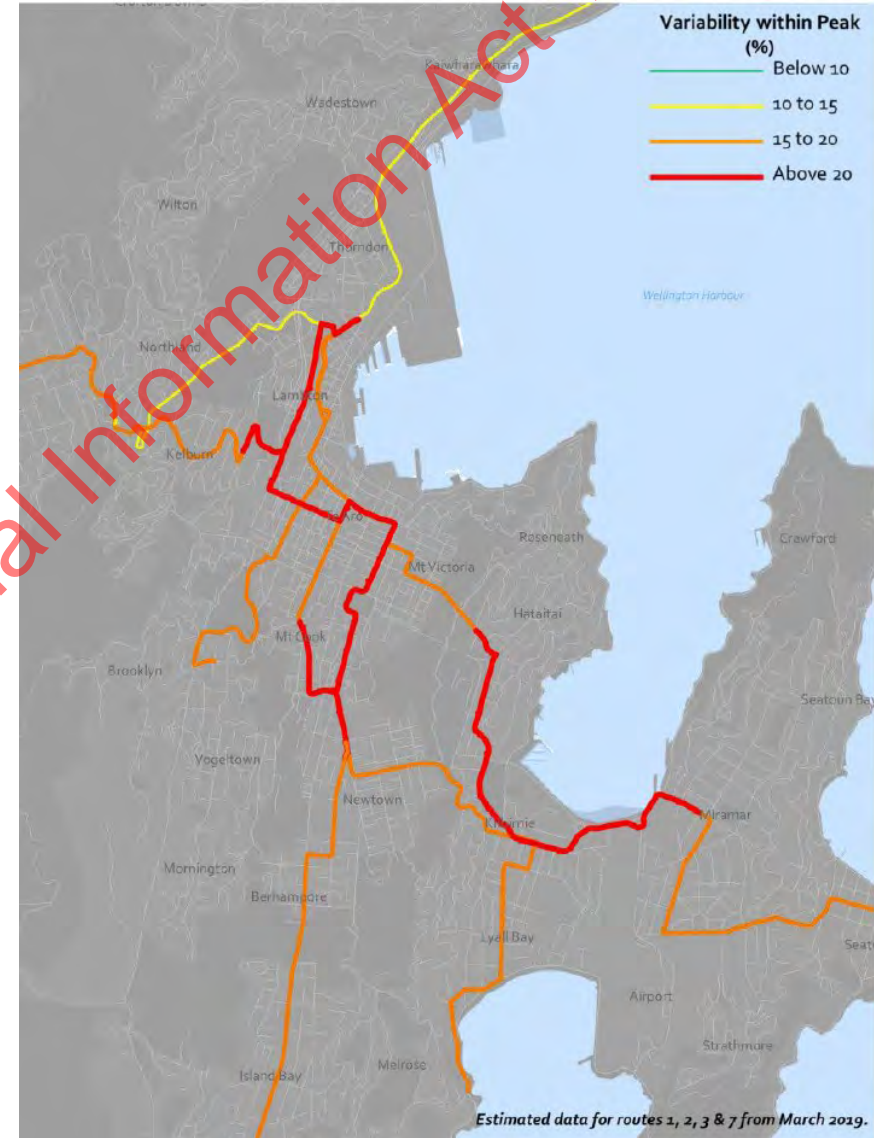 Variability within Peak
(%)
Below 10
10 to 15
15 to 20
Above 20
Kaiwharawhara
Wadestown
Wilton
Thorndon
Wellington Harbour
Northland
Lambton
Kelburn
Te Aro
Roseneath
Crawford
Mt Victoria
Hataitai
Mt Cook
Brooklyn
Seatoun Bay
Vogeltown
Newtown
Kilbirnie
Miramar
Mornington
Berhampore
Lyall Bay
Seato
Airport
Strathmore
Melrose
Island Bay
Estimated data for routes 1, 2, 3 & 7 from March 2019.
al Information Act